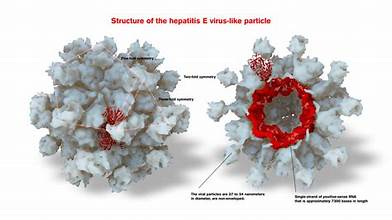 Structure of the hepatitis E virus-like particle
Five-fold symmetry
Two-fold symmetry
Three-fold symmetry
The viral particles are 27 to 34 nanometers
in diameter, are non-enveloped.
Single-strand of positive-sense RNA
that is approximately 7300 bases in length